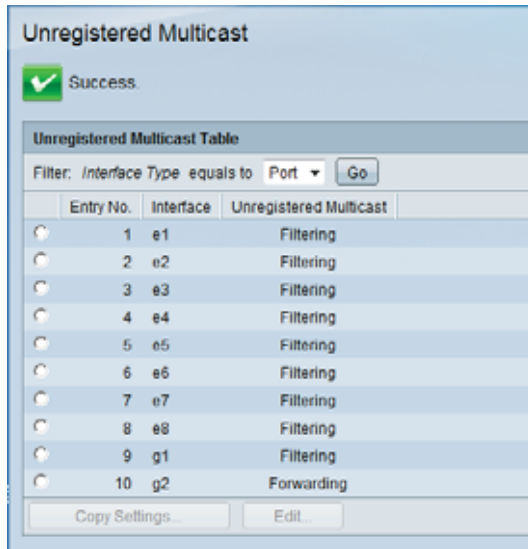 Unregistered Multicast
Success.
Unregistered Multicast Table
Filter: Interface Type equals to Port Go
Entry No. Interface Unregistered Multicast
1 e1 Filtering
2 e2 Filtering
3 e3 Filtering
4 e4 Filtering
5 e5 Filtering
6 e6 Filtering
7 e7 Filtering
8 e8 Filtering
9 g1 Filtering
10 g2 Forwarding
Copy Settings... Edit...